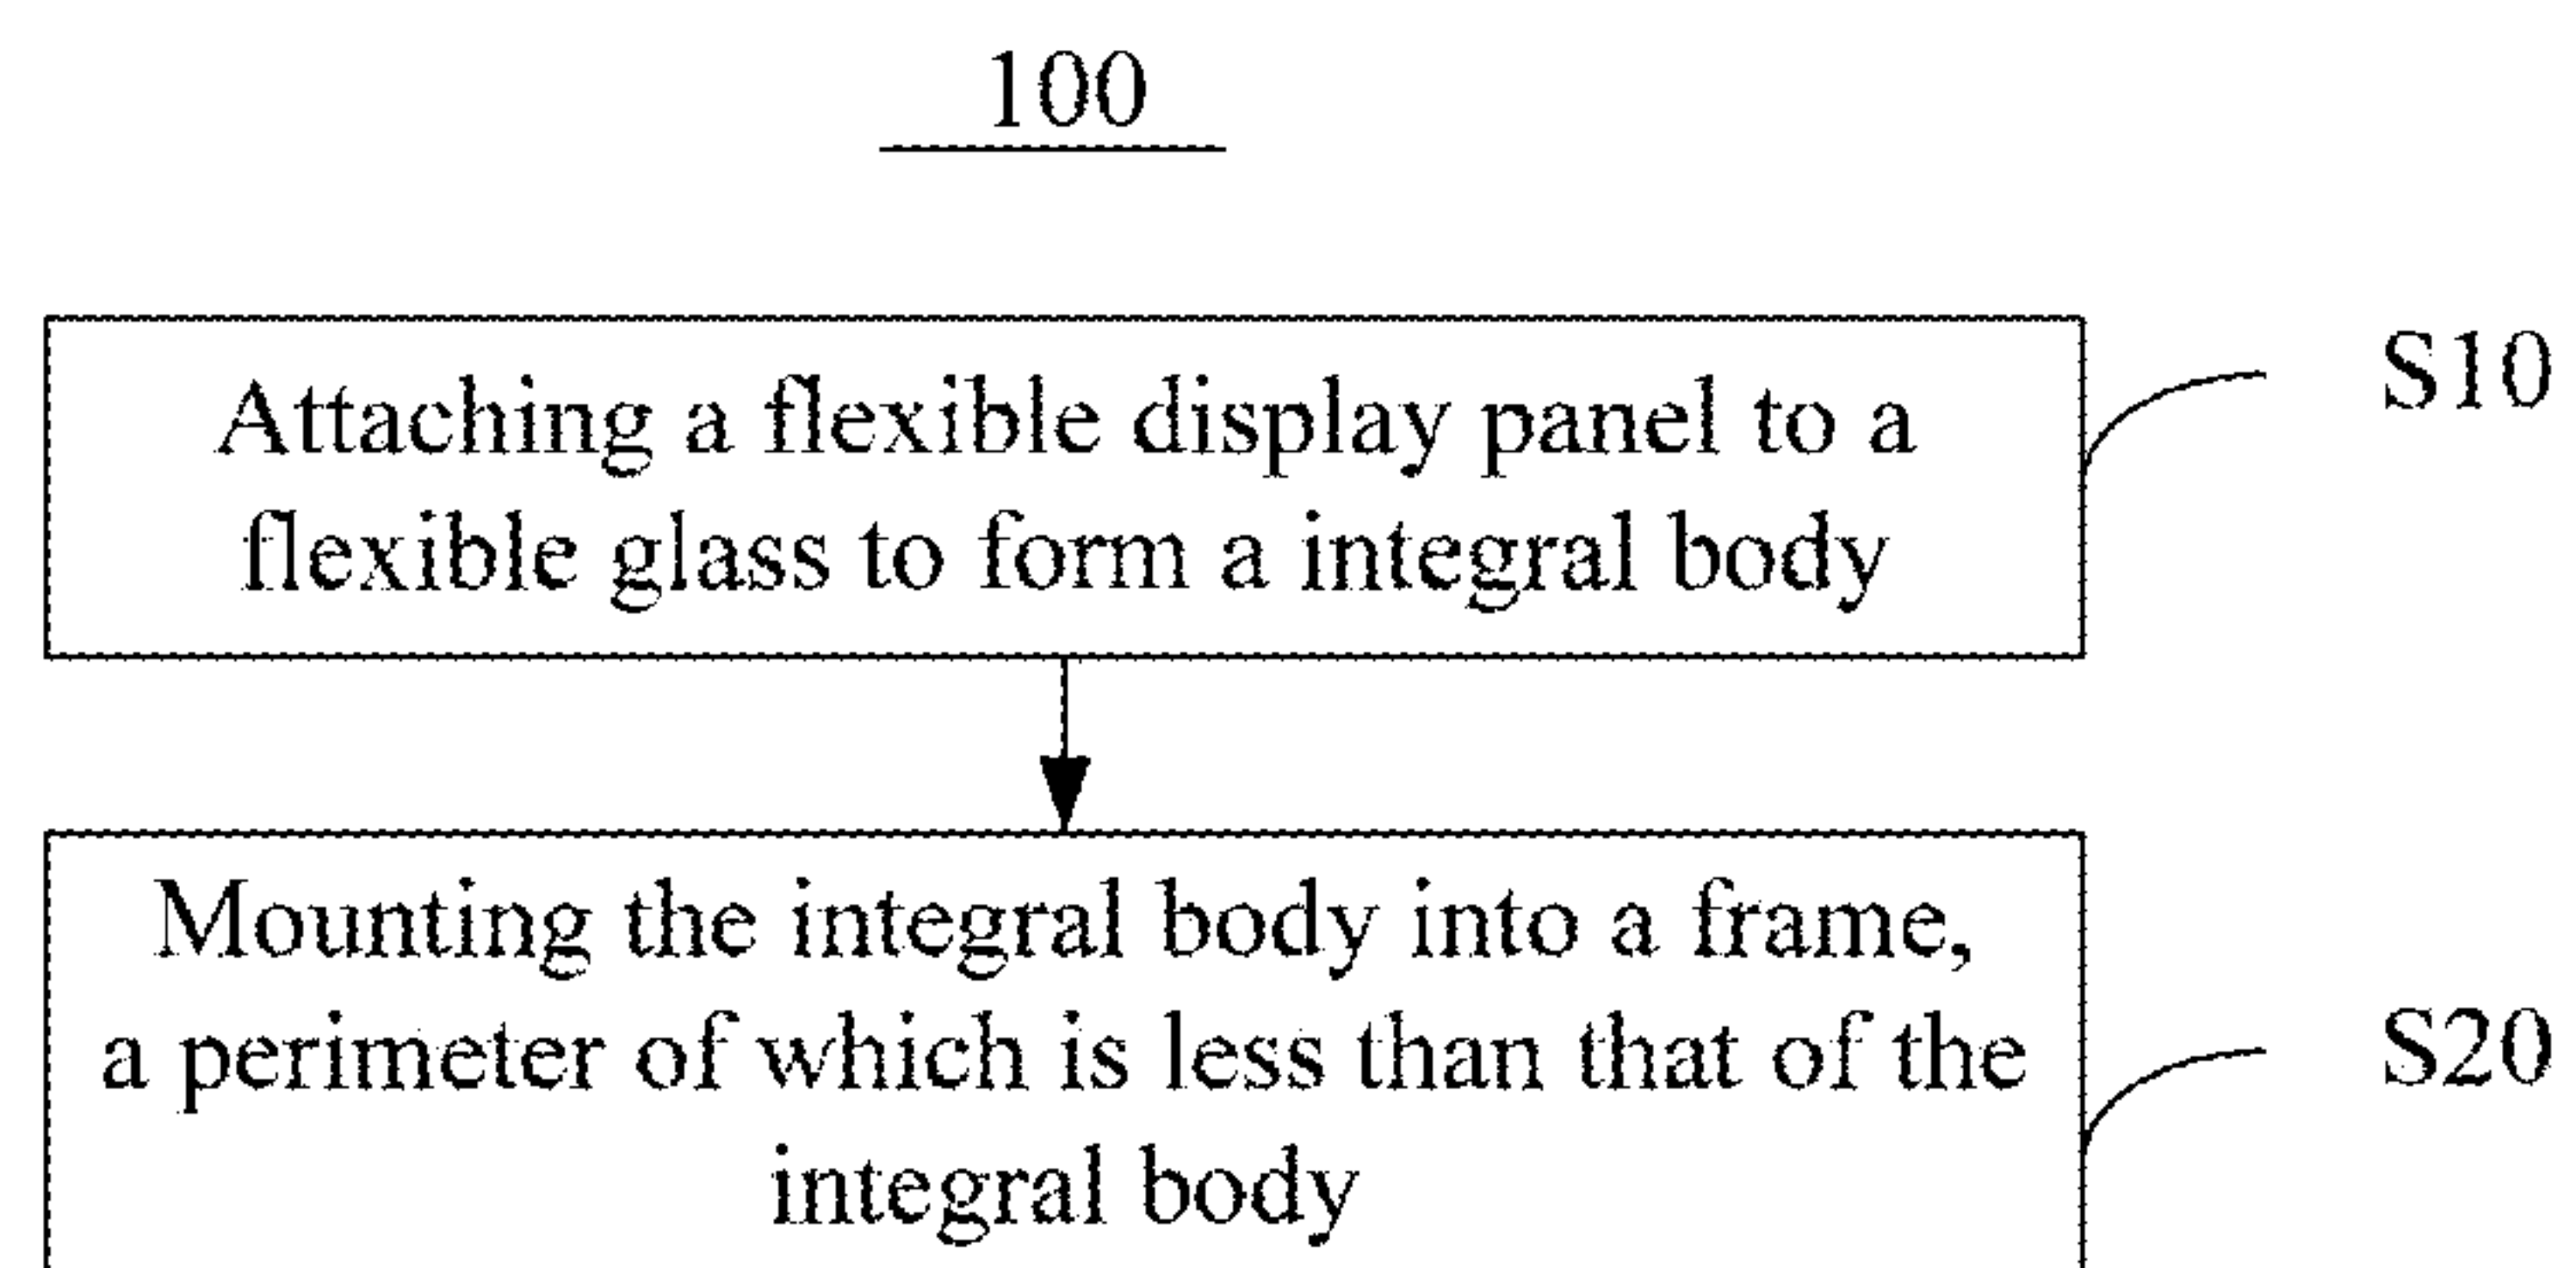 100
Attaching a flexible display panel to a
flexible glass to form a integral body
S10
Mounting the integral body into a frame,
a perimeter of which is less than that of the
integral body
S20